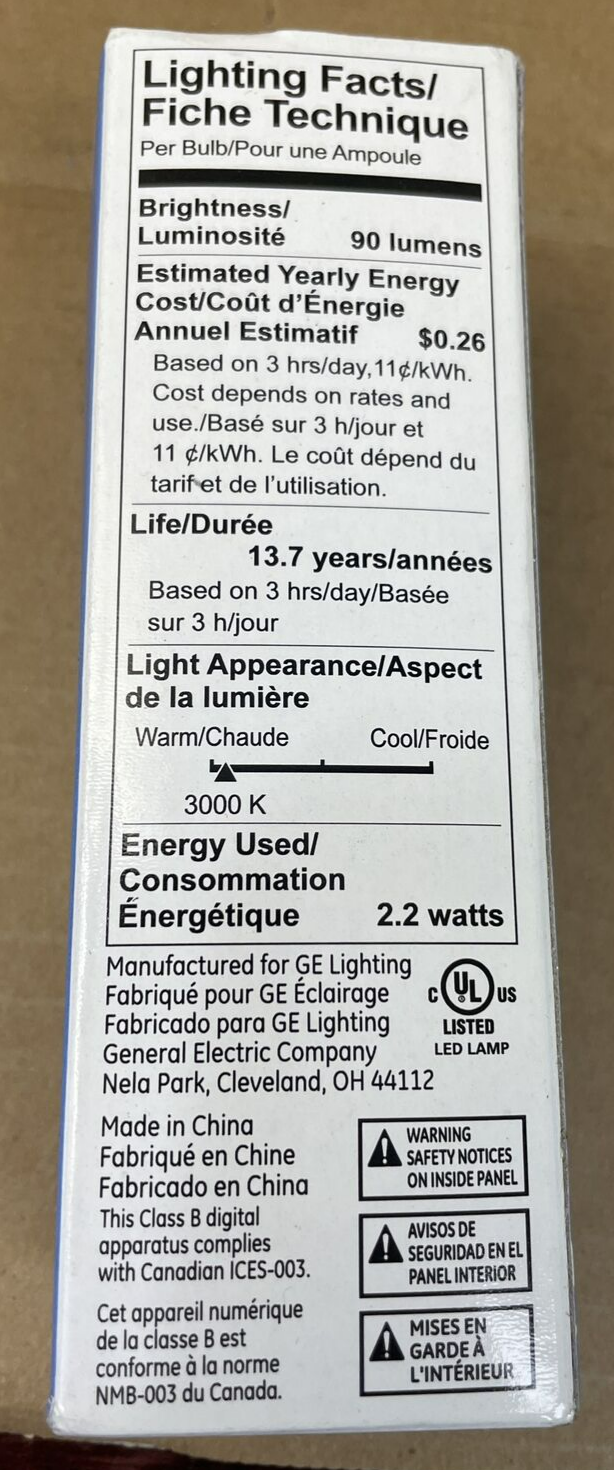 Lighting Facts/
Fiche Technique
Per Bulb/Pour une Ampoule
Brightness/
Luminosité 90 lumens
Estimated Yearly Energy
Cost/Coût d'Énergie
Annuel Estimatif $0.26
Based on 3 hrs/day,11¢/kWh.
Cost depends on rates and
use./Basé sur 3 h/jour et
11 ¢/kWh. Le coût dépend du
tarif et de l'utilisation.
Life/Durée
13.7 years/années
Based on 3 hrs/day/Basée
sur 3 h/jour
Light Appearance/Aspect
de la lumière
Warm/Chaude Cool/Froide
3000 K
Energy Used/
Consommation
Énergétique 2.2 watts
Manufactured for GE Lighting
Fabriqué pour GE Éclairage
Fabricado para GE Lighting
General Electric Company
Nela Park, Cleveland, OH 44112
C UL US
LISTED
LED LAMP
Made in China
Fabriqué en Chine
Fabricado en China
This Class B digital
apparatus complies
with Canadian ICES-003.
Cet appareil numérique
de la classe B est
conforme à la norme
NMB-003 du Canada.
WARNING
SAFETY NOTICES
ON INSIDE PANEL
AVISOS DE
SEGURIDAD EN EL
PANEL INTERIOR
MISES EN
GARDE À
L'INTÉRIEUR